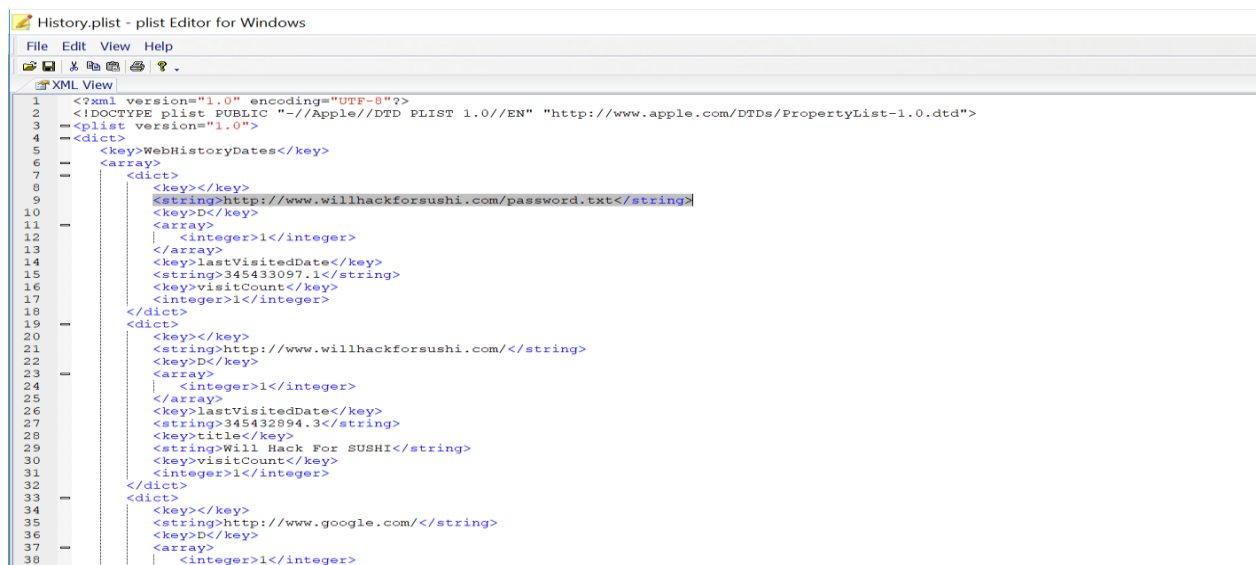 History.plist - plist Editor for Windows
File Edit View Help
XML View
1 <?xml version="1.0" encoding="UTF-8"?>
2 <!DOCTYPE plist PUBLIC "-//Apple//DTD PLIST 1.0//EN" "http://www.apple.com/DTDs/PropertyList-1.0.dtd">
3 <plist version="1.0">
4 <dict>
5 <key>WebHistoryDates</key>
6 <array>
7 <dict>
8 <key></key>
9 <string>http://www.willhackforsushi.com/password.txt</string>
10 <key>D</key>
11 <array>
12 <integer>1</integer>
13 </array>
14 <key>lastVisitedDate</key>
15 <string>345433097.1</string>
16 <key>visitCount</key>
17 <integer>1</integer>
18 </dict>
19 <dict>
20 <key></key>
21 <string>http://www.willhackforsushi.com/</string>
22 <key>D</key>
23 <array>
24 <integer>1</integer>
25 </array>
26 <key>lastVisitedDate</key>
27 <string>345432894.3</string>
28 <key>title</key>
29 <string>Will Hack For SUSHI</string>
30 <key>visitCount</key>
31 <integer>1</integer>
32 </dict>
33 <dict>
34 <key></key>
35 <string>http://www.google.com/</string>
36 <key>D</key>
37 <array>
38 <integer>1</integer>